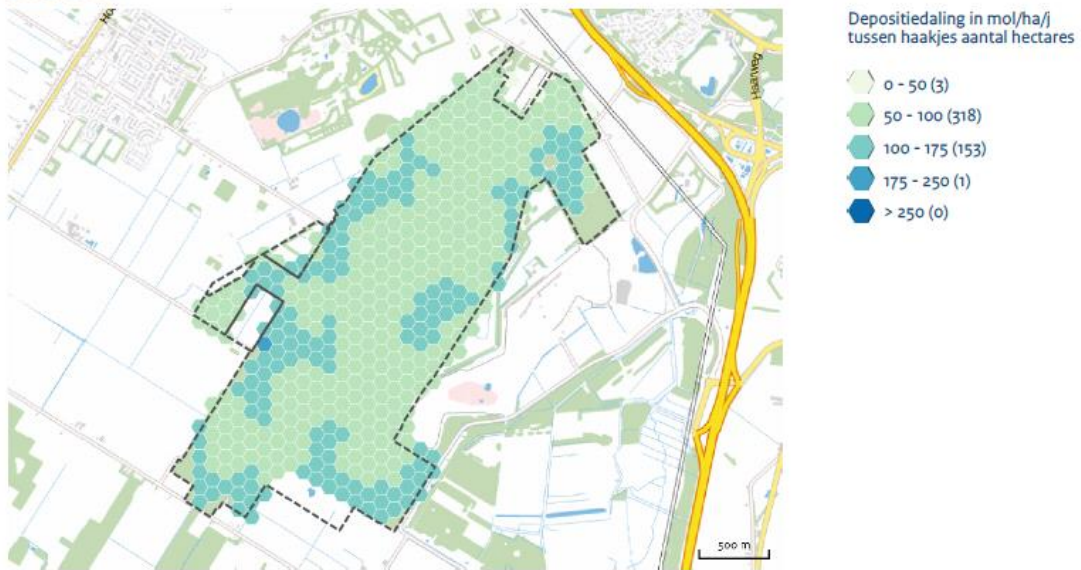 Depositiedaling in mol/ha/j
tussen haakjes aantal hectares
0 - 50 (3)
50 - 100 (318)
100 - 175 (153)
175 - 250 (1)
> 250 (0)
Haarweg
500 m